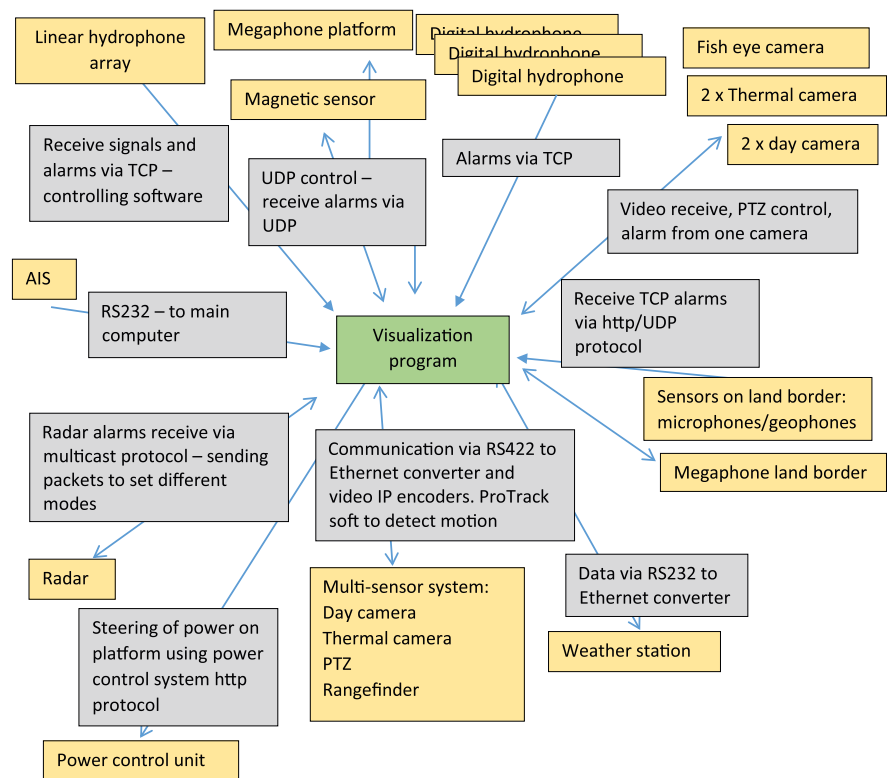 Linear hydrophone
array
Megaphone platform
Digital hydrophone
Digital hydrophone
Digital hydrophone
Fish eye camera
2 x Thermal camera
2 x day camera
Magnetic sensor
Receive signals and
alarms via TCP –
controlling software
UDP control –
receive alarms via
UDP
Alarms via TCP
Video receive, PTZ control,
alarm from one camera
AIS
RS232 – to main
computer
Visualization
program
Receive TCP alarms
via http/UDP
protocol
Sensors on land border:
microphones/geophones
Megaphone land border
Radar alarms receive via
multicast protocol – sending
packets to set different
modes
Communication via RS422 to
Ethernet converter and
video IP encoders. ProTrack
soft to detect motion
Radar
Multi-sensor system:
Day camera
Thermal camera
PTZ
Rangefinder
Data via RS232 to
Ethernet converter
Weather station
Steering of power on
platform using power
control system http
protocol
Power control unit